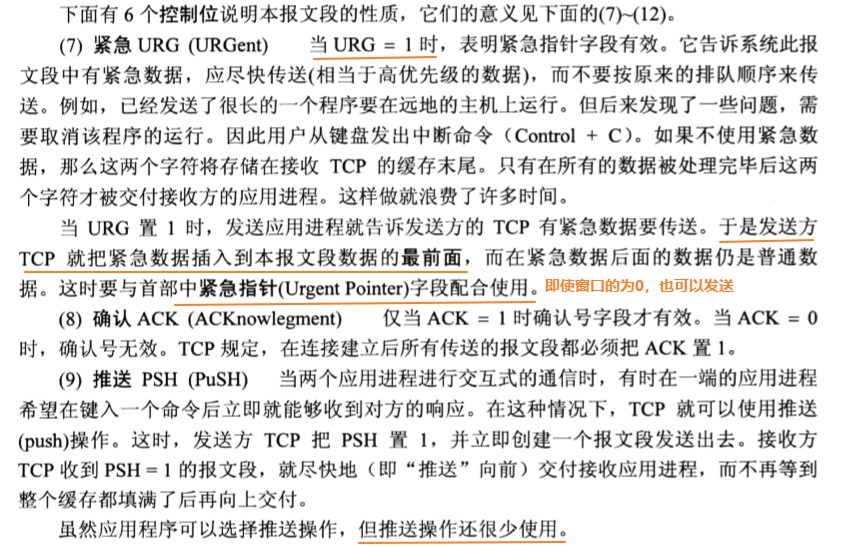 下面有 6 个控制位说明本报文段的性质，它们的意义见下面的(7)~(12)。
(7) 紧急 URG (URGent) 当 URG = 1 时，表明紧急指针字段有效。它告诉系统此报
文段中有紧急数据，应尽快传送(相当于高优先级的数据)，而不要按原来的排队顺序来传
送。例如，已经发送了很长的一个程序要在远地的主机上运行。但后来发现了一些问题，需
要取消该程序的运行。因此用户从键盘发出中断命令（Control + C）。如果不使用紧急数
据，那么这两个字符将存储在接收 TCP 的缓存末尾。只有在所有的数据被处理完毕后这两
个字符才被交付接收方的应用进程。这样做就浪费了许多时间。
当 URG 置 1 时，发送应用进程就告诉发送方的 TCP 有紧急数据要传送。于是发送方
TCP 就把紧急数据插入到本报文段数据的最前面，而在紧急数据后面的数据仍是普通数
据。这时要与首部中紧急指针(Urgent Pointer)字段配合使用。即使窗口的为0，也可以发送
(8) 确认 ACK (ACKnowlegment) 仅当 ACK = 1 时确认号字段才有效。当 ACK = 0
时，确认号无效。TCP 规定，在连接建立后所有传送的报文段都必须把 ACK 置 1。
(9) 推送 PSH (PuSH) 当两个应用进程进行交互式的通信时，有时在一端的应用进程
希望在键入一个命令后立即就能够收到对方的响应。在这种情况下，TCP 就可以使用推送
(push)操作。这时，发送方 TCP 把 PSH 置 1，并立即创建一个报文段发送出去。接收方
TCP 收到 PSH = 1 的报文段，就尽快地（即“推送”向前）交付接收应用进程，而不再等到
整个缓存都填满了后再向上交付。
虽然应用程序可以选择推送操作，但推送操作还很少使用。